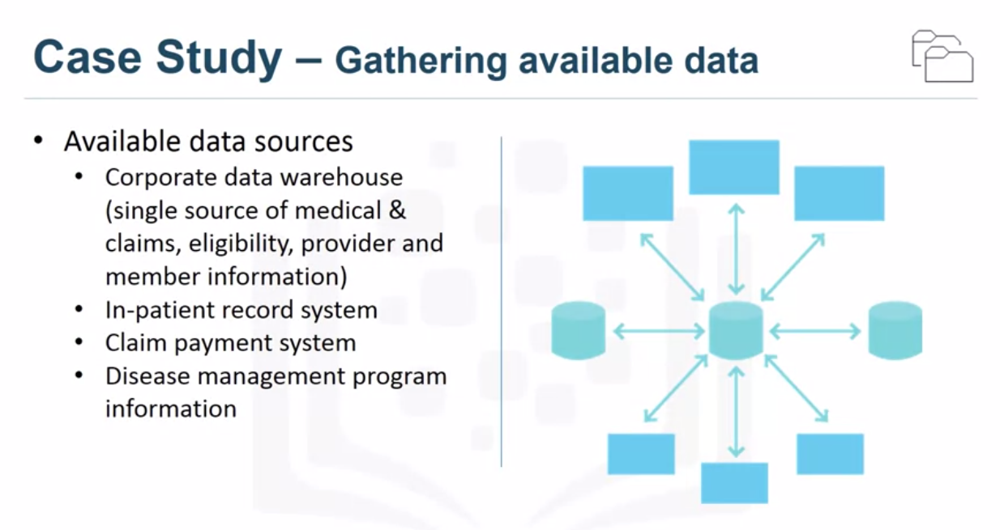 Case Study – Gathering available data
• Available data sources
• Corporate data warehouse
(single source of medical &
claims, eligibility, provider and
member information)
• In-patient record system
• Claim payment system
• Disease management program
information